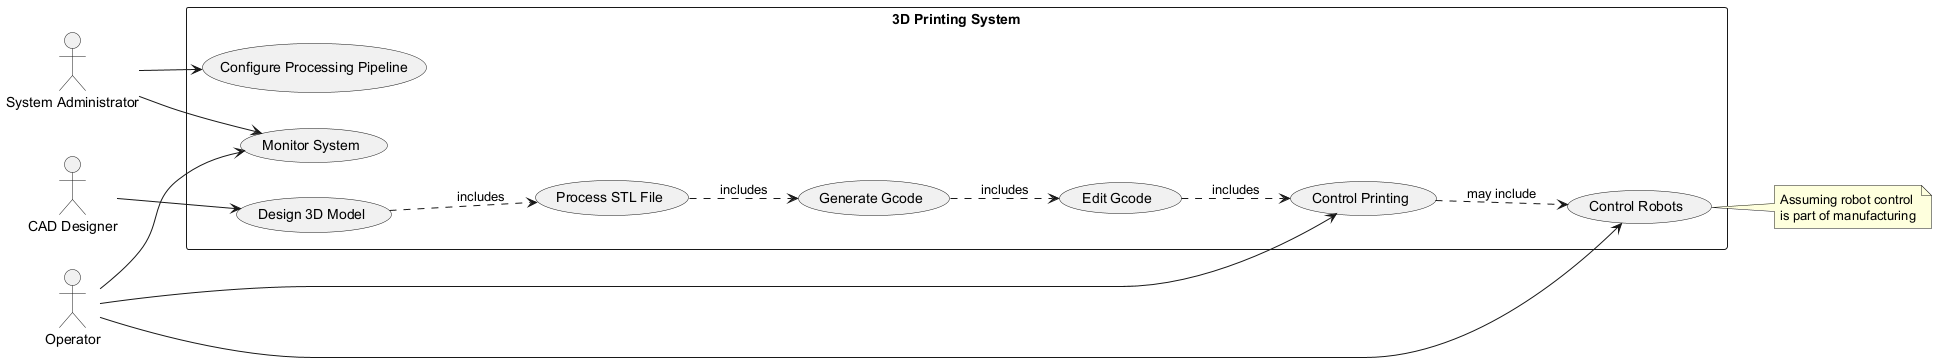 3D Printing System
System Administrator
Configure Processing Pipeline
Monitor System
CAD Designer
Design 3D Model
includes
Process STL File
includes
Generate Gcode
includes
Edit Gcode
includes
Control Printing
may include
Control Robots
Assuming robot control
is part of manufacturing
Operator